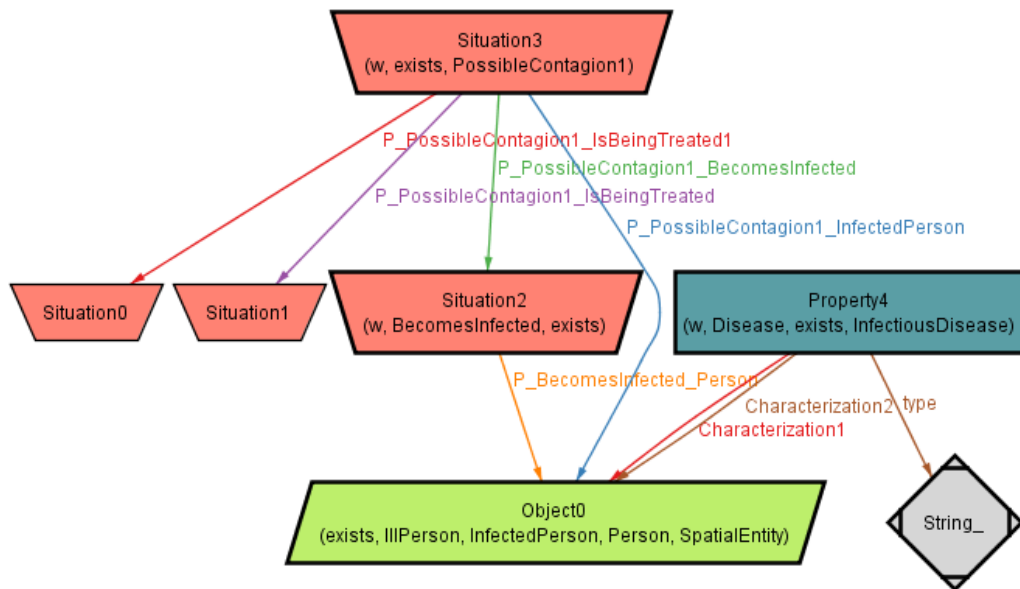 Situation3
(w, exists, PossibleContagion1)
P_PossibleContagion1_IsBeingTreated1
P_PossibleContagion1_BecomesInfected
P_PossibleContagion1_IsBeingTreated
P_PossibleContagion1_InfectedPerson
Situation0
Situation1
Situation2
(w, BecomesInfected, exists)
Property4
(w, Disease, exists, InfectiousDisease)
P_BecomesInfected_Person
Characterization2
type
Characterization1
Object0
(exists, IllPerson, InfectedPerson, Person, SpatialEntity)
String_